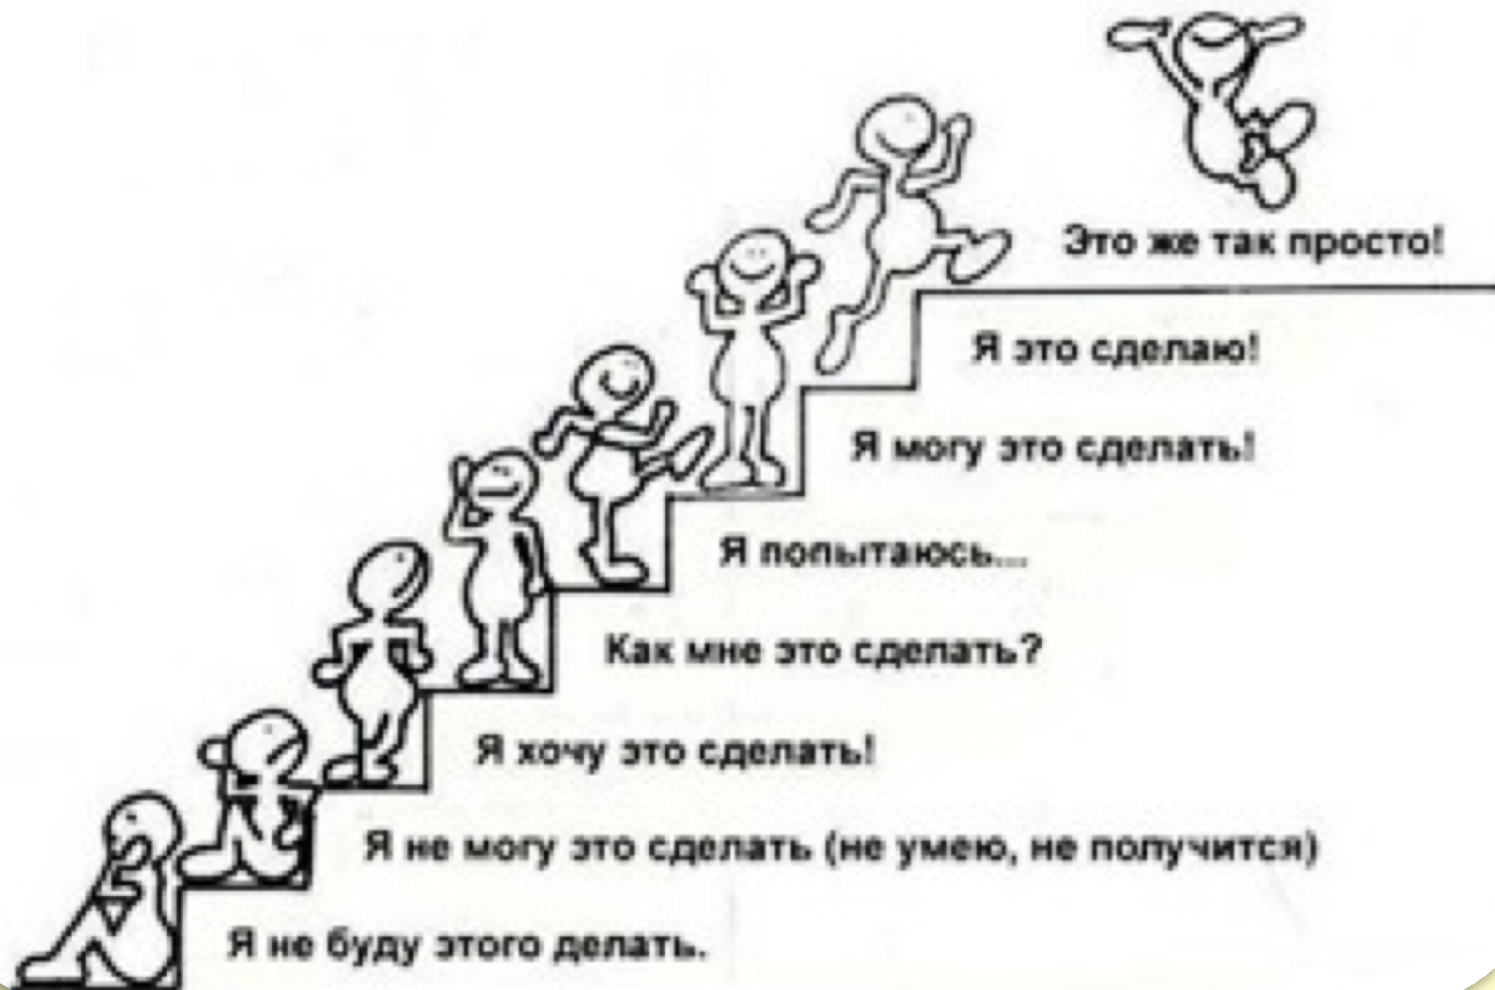 Это же так просто!
Я это сделаю!
Я могу это сделать!
Я попытаюсь...
Как мне это сделать?
Я хочу это сделать!
Я не могу это сделать (не умею, не получится)
Я не буду этого делать.